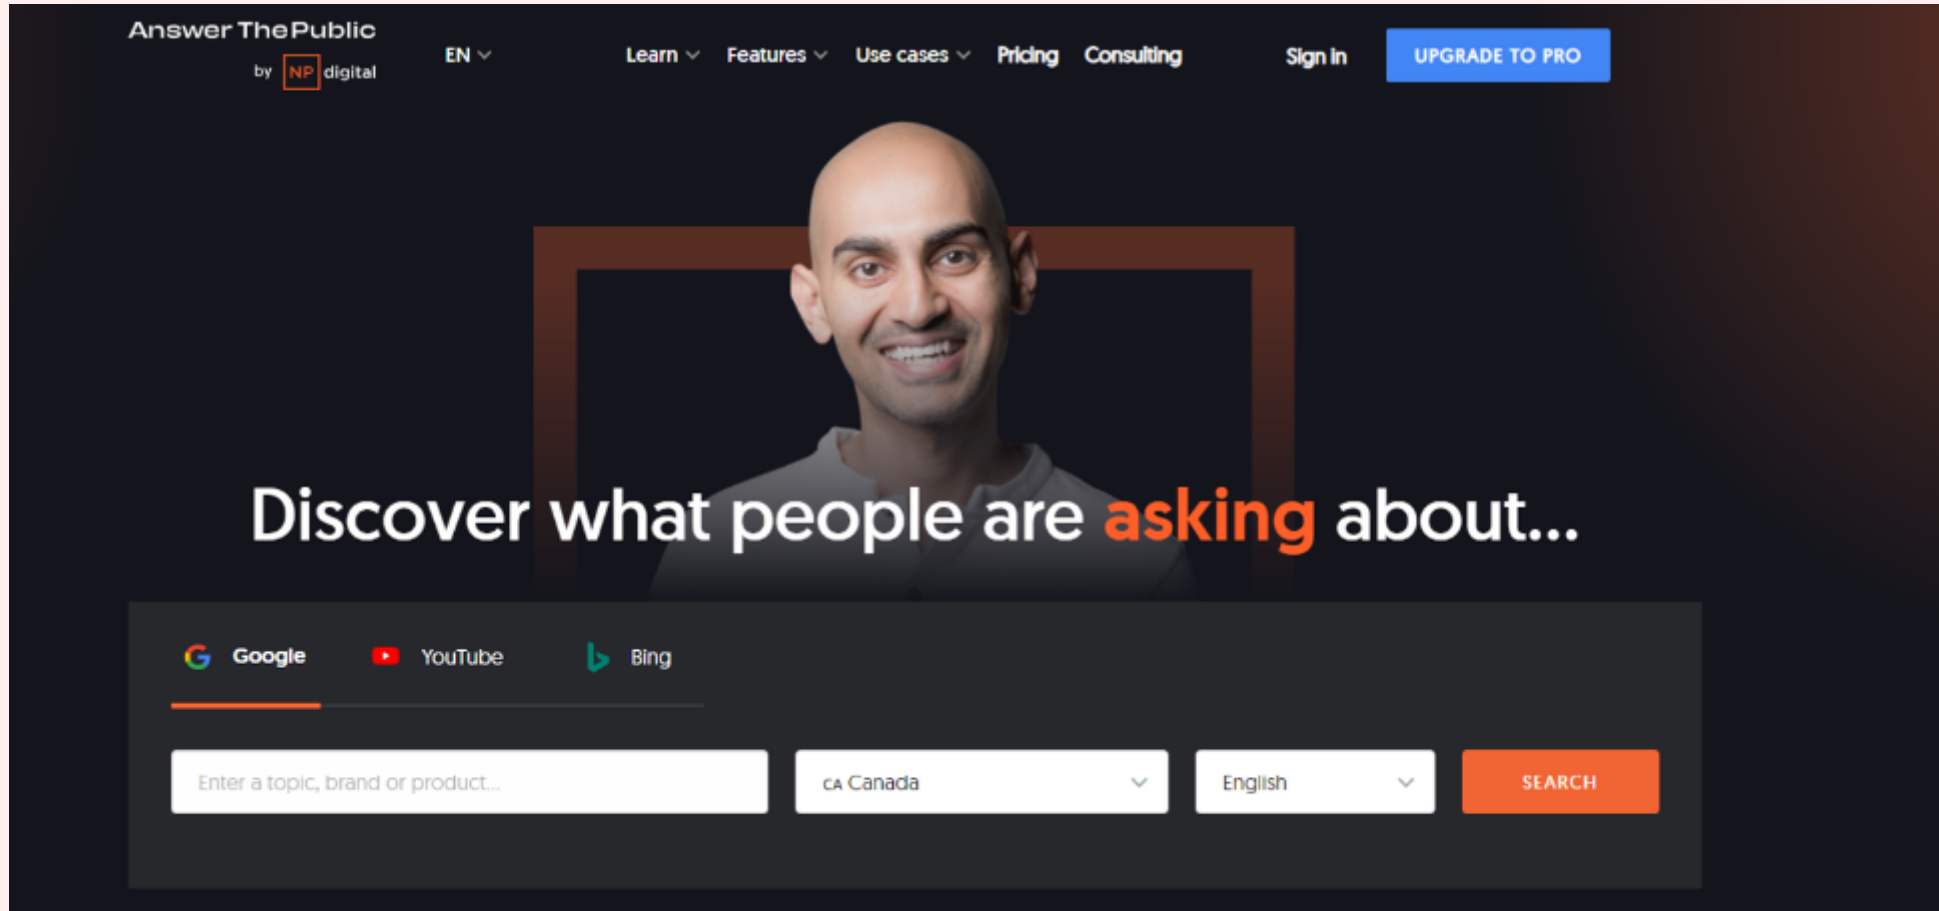 Answer The Public
by NP digital
EN
Learn Features Use cases Pricing Consulting
Sign in
UPGRADE TO PRO
Discover what people are asking about...
Google YouTube Bing
Enter a topic, brand or product...
CA Canada
English
SEARCH